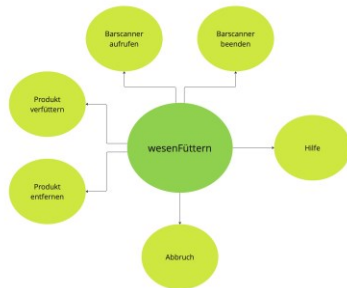 Barscanner
aufrufen
Barscanner
beenden
Produkt
verfüttern
wesenFüttern
Hilfe
Produkt
entfernen
Abbruch